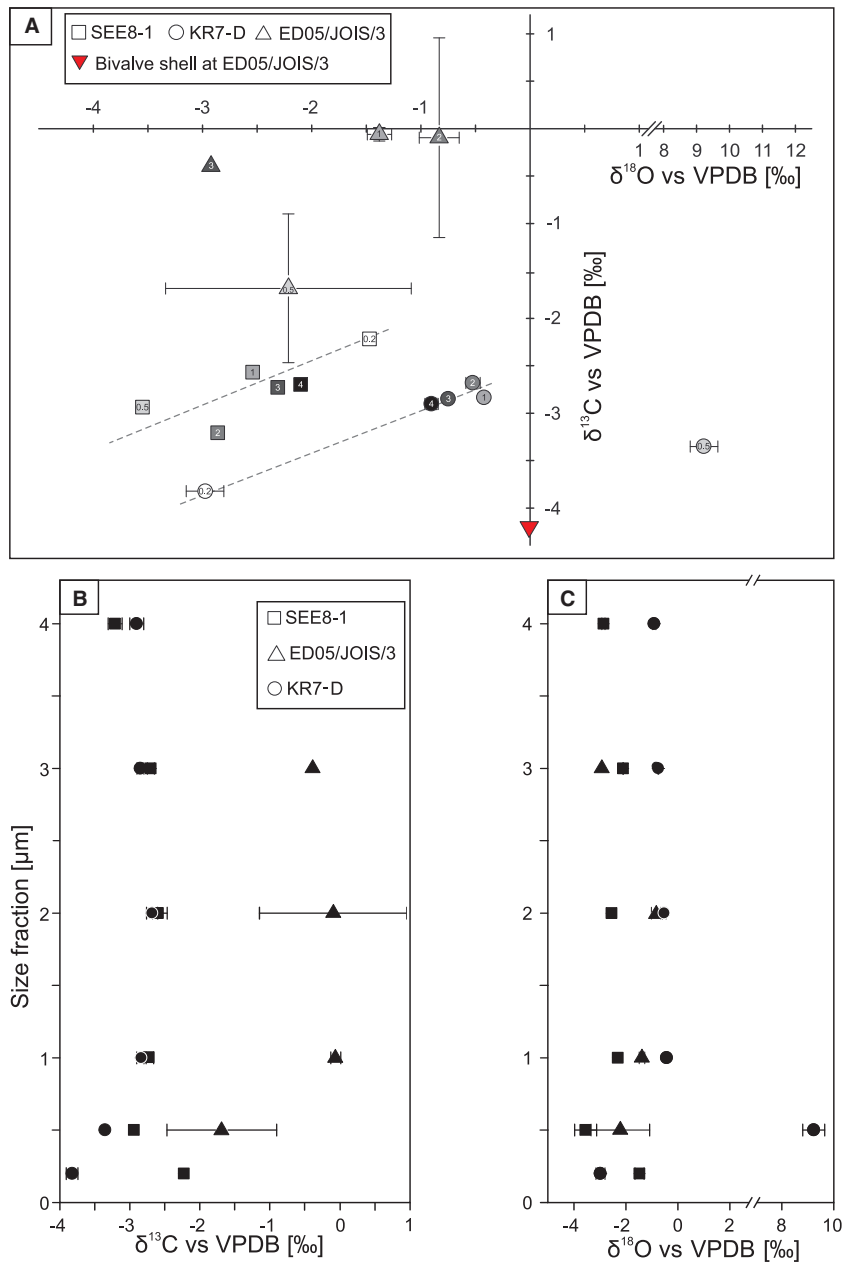 A
SEE8-1 KR7-D ED05/JOIS/3
Bivalve shell at ED05/JOIS/3
1
-4 -3 -2 -1
1 8 9 10 11 12
δ18O vs VPDB [‰]
1
2
3
-1
δ13C vs VPDB [‰]
0.5
-2
0.2
1
3
4
2
4
3
1
0.5
-3
2
0.5
0.2
-4
B
C
SEE8-1
ED05/JOIS/3
KR7-D
Size fraction [µm]
4
3
2
1
0
-4 -3 -2 -1 0 1
δ13C vs VPDB [‰]
4
3
2
1
0
-4 -2 0 2 8 10
δ18O vs VPDB [‰]